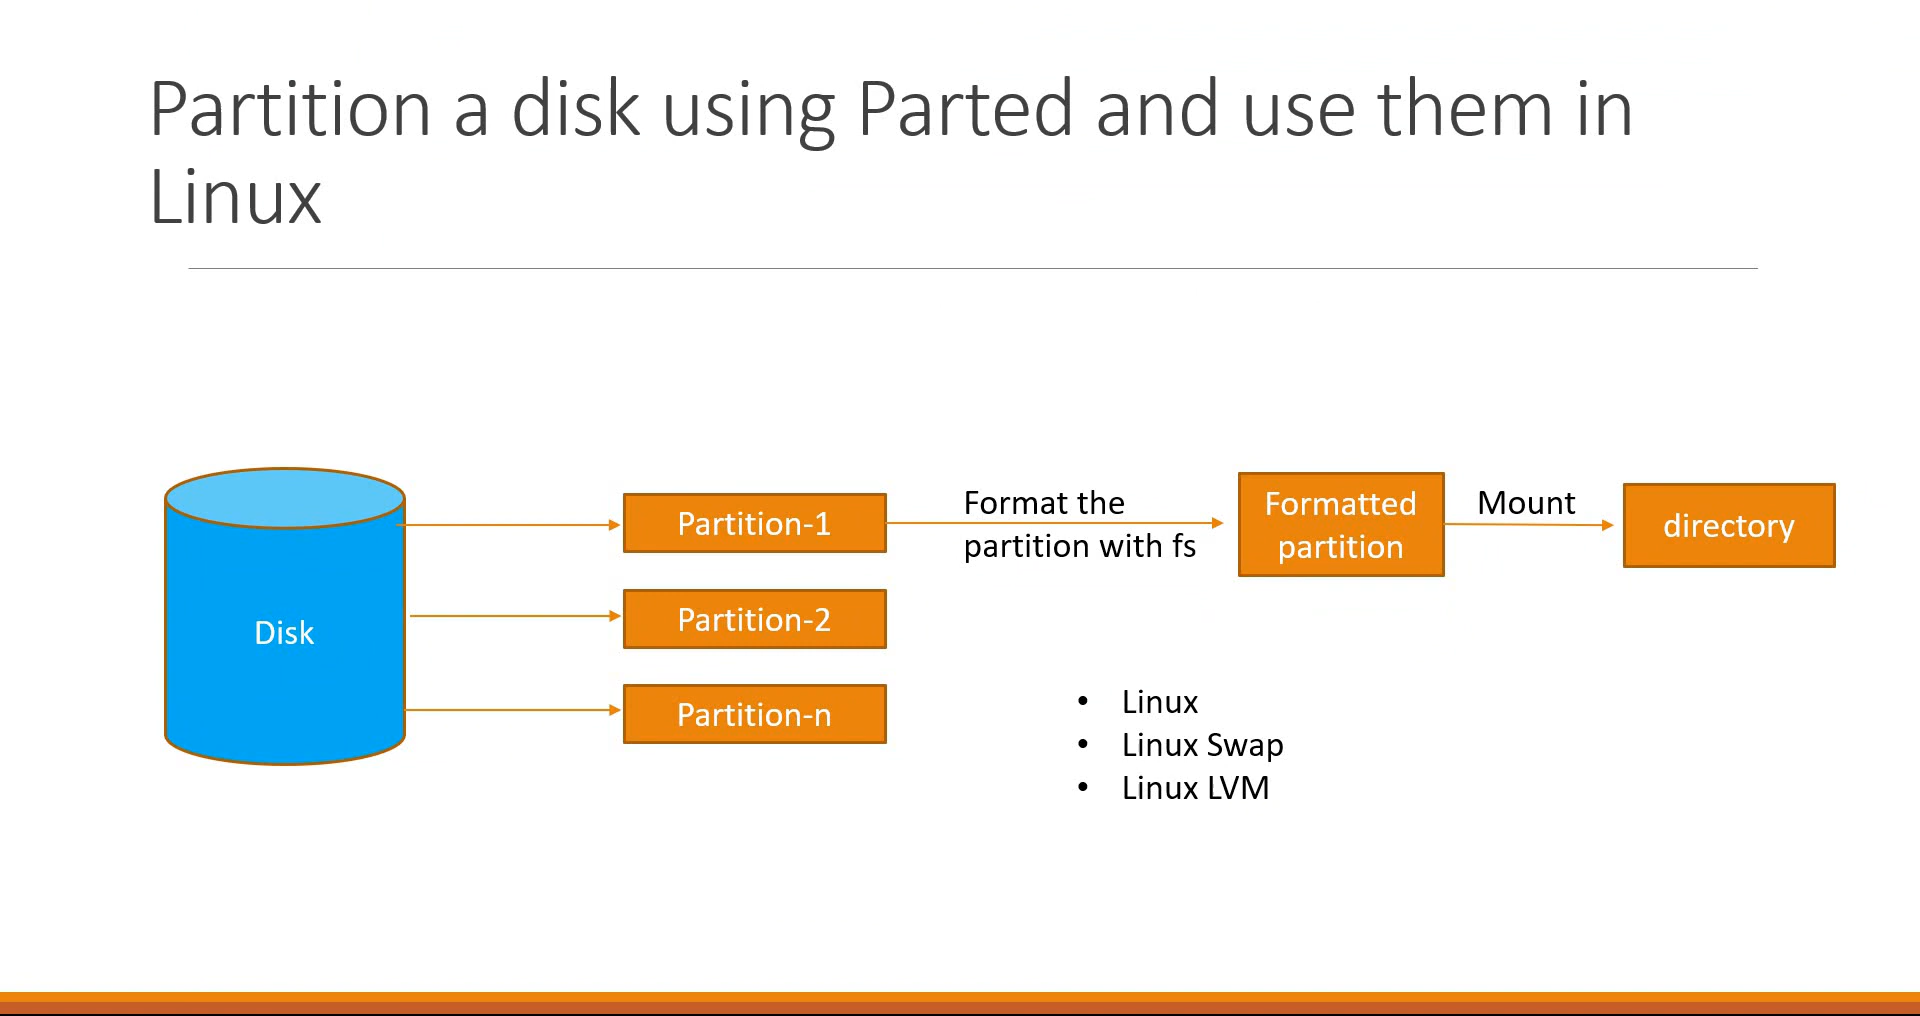 Partition a disk using Parted and use them in
Linux
Disk
Partition-1
Partition-2
Partition-n
Format the
partition with fs
Formatted
partition
Mount
directory
• Linux
• Linux Swap
• Linux LVM